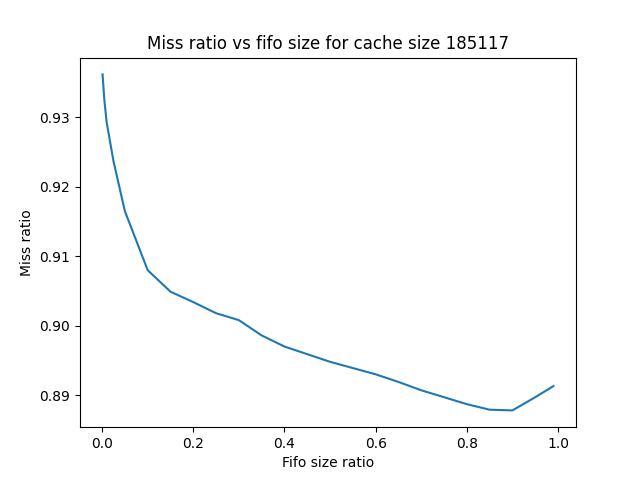 Miss ratio vs fifo size for cache size 185117
0.93
0.92
0.91
0.90
0.89
Miss ratio
0.0 0.2 0.4 0.6 0.8 1.0
Fifo size ratio